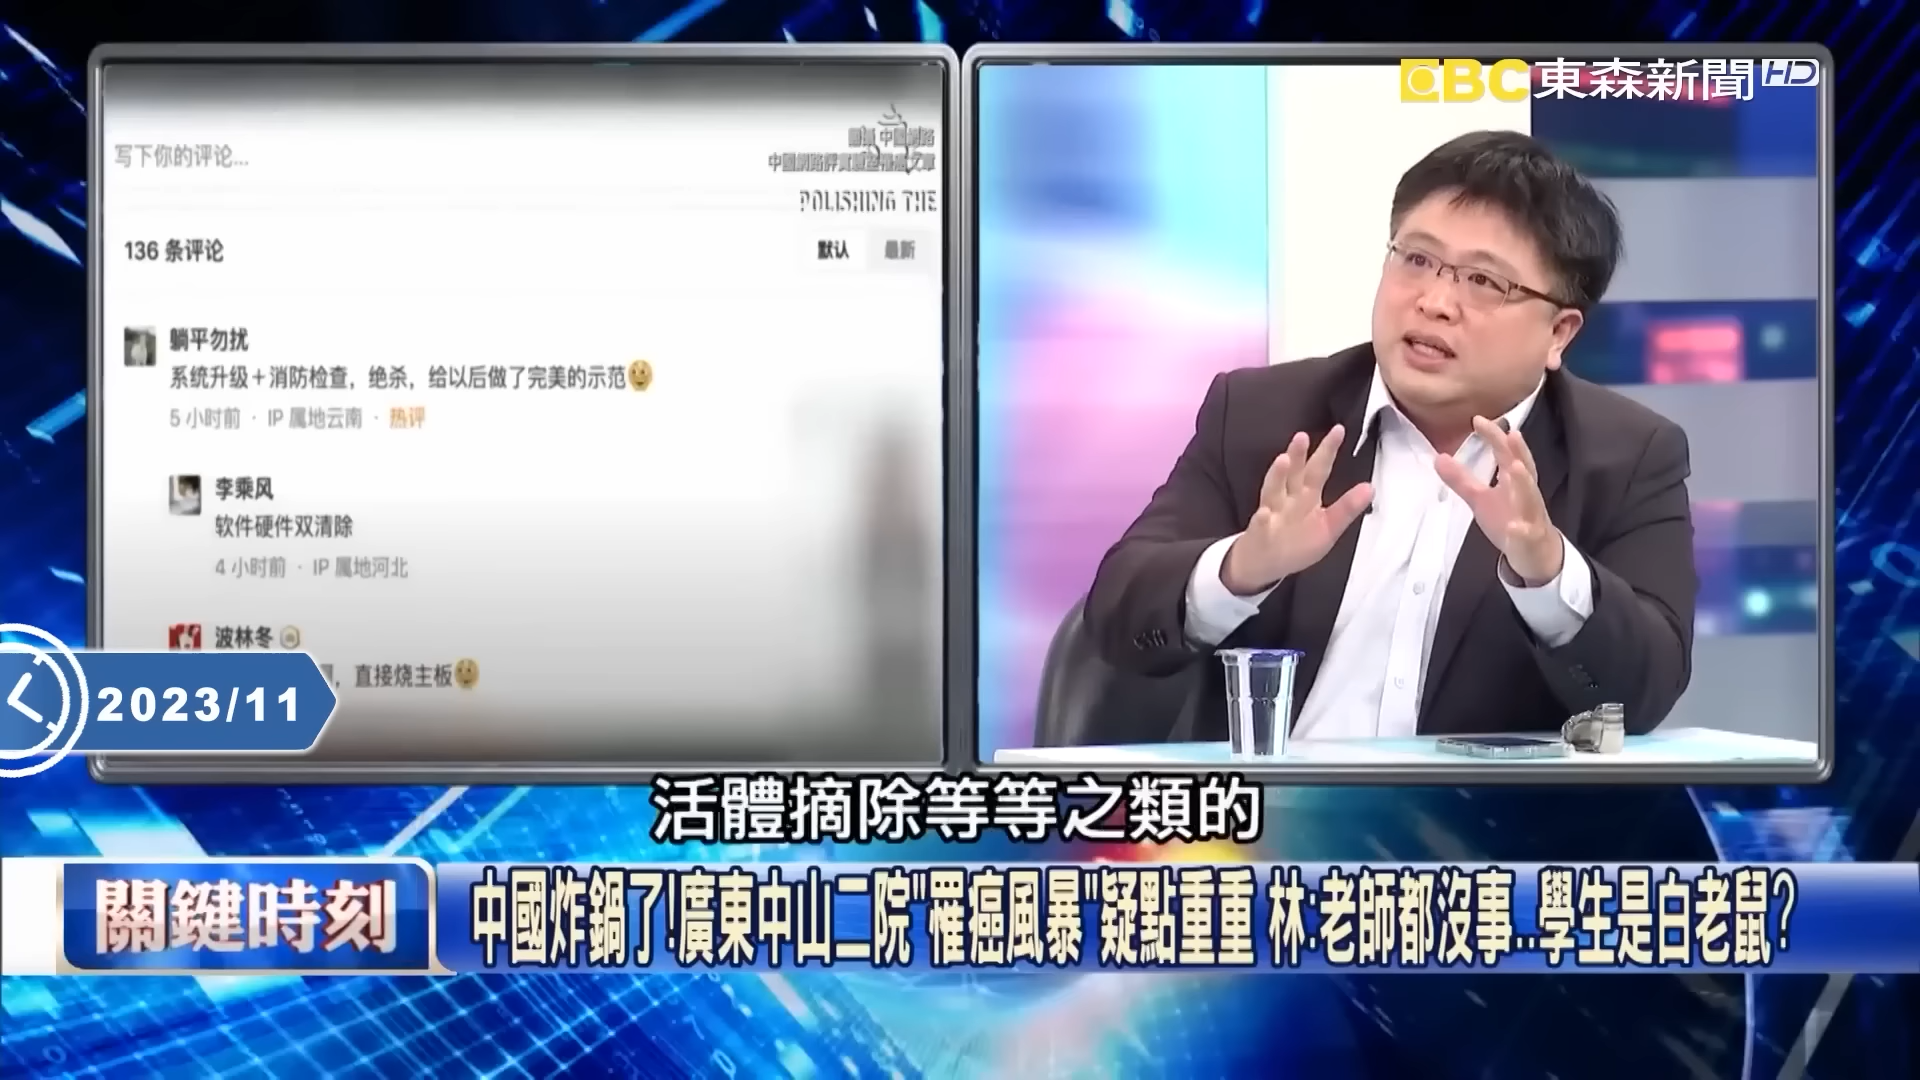 EBC東森新聞HD
翻攝 中國網路
写下你的评论...
POLISHING THE
136 条评论
默认 最新
躺平勿扰
系统升级+消防检查，绝杀，给以后做了完美的示范
5 小时前 · IP 属地云南 · 热评
李乘风
软件硬件双清除
4 小时前 · IP 属地河北
波林冬
，直接烧主板
2023/11
活體摘除等等之類的
關鍵時刻
中國炸鍋了!廣東中山二院"罹癌風暴"疑點重重 林:老師都沒事..學生是白老鼠?